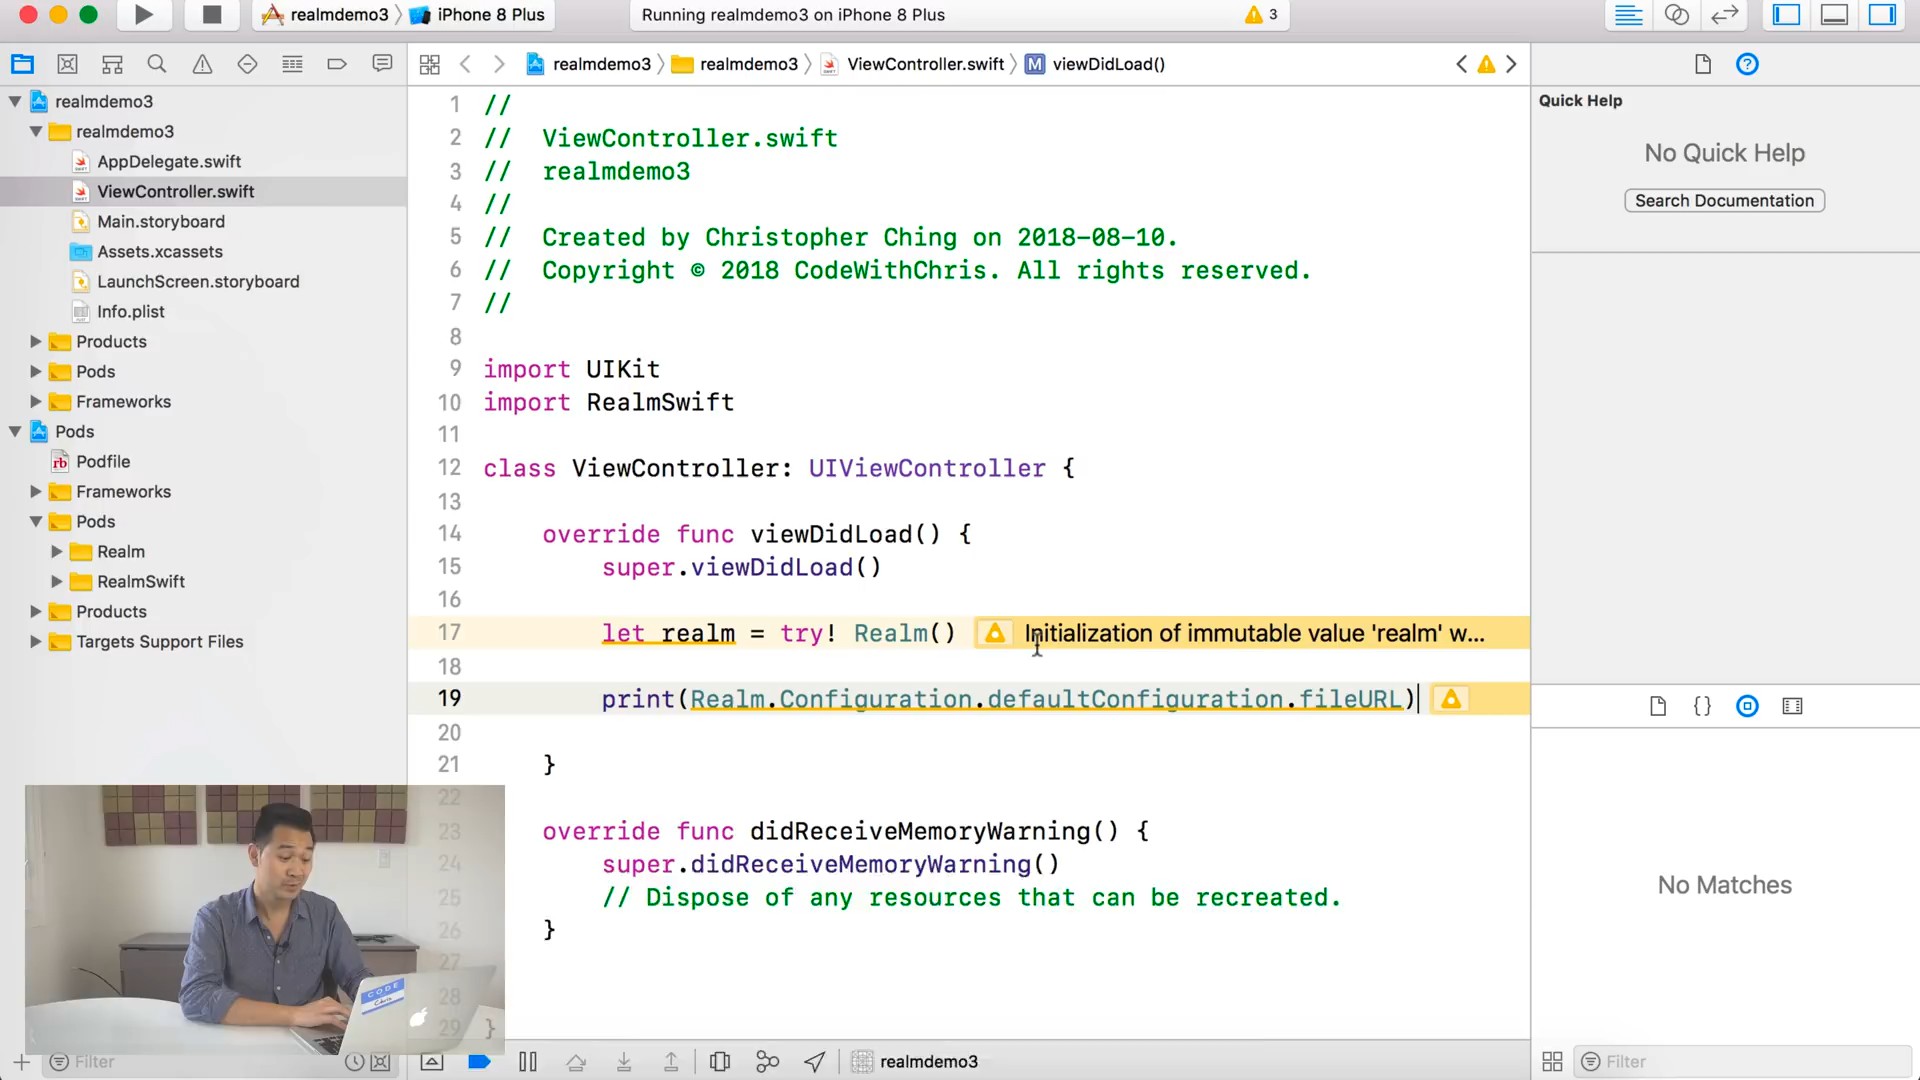 realmdemo3
iPhone 8 Plus
Running realmdemo3 on iPhone 8 Plus
3
realmdemo3
realmdemo3
ViewController.swift
viewDidLoad()
realmdemo3
realmdemo3
AppDelegate.swift
ViewController.swift
Main.storyboard
Assets.xcassets
LaunchScreen.storyboard
Info.plist
Products
Pods
Frameworks
Pods
Podfile
Frameworks
Pods
Realm
RealmSwift
Products
Targets Support Files
Filter
1 //
2 //  ViewController.swift
3 //  realmdemo3
4 //
5 //  Created by Christopher Ching on 2018-08-10.
6 //  Copyright © 2018 CodeWithChris. All rights reserved.
7 //
8
9 import UIKit
10 import RealmSwift
11
12 class ViewController: UIViewController {
13
14 override func viewDidLoad() {
15 super.viewDidLoad()
16
17 let realm = try! Realm() Initialization of immutable value 'realm' w...
18
19 print(Realm.Configuration.defaultConfiguration.fileURL)
20
21 }
22
23 override func didReceiveMemoryWarning() {
24 super.didReceiveMemoryWarning()
25 // Dispose of any resources that can be recreated.
26 }
27
28
29 }
CODE
realmdemo3
Quick Help
No Quick Help
Search Documentation
{}
No Matches
Filter